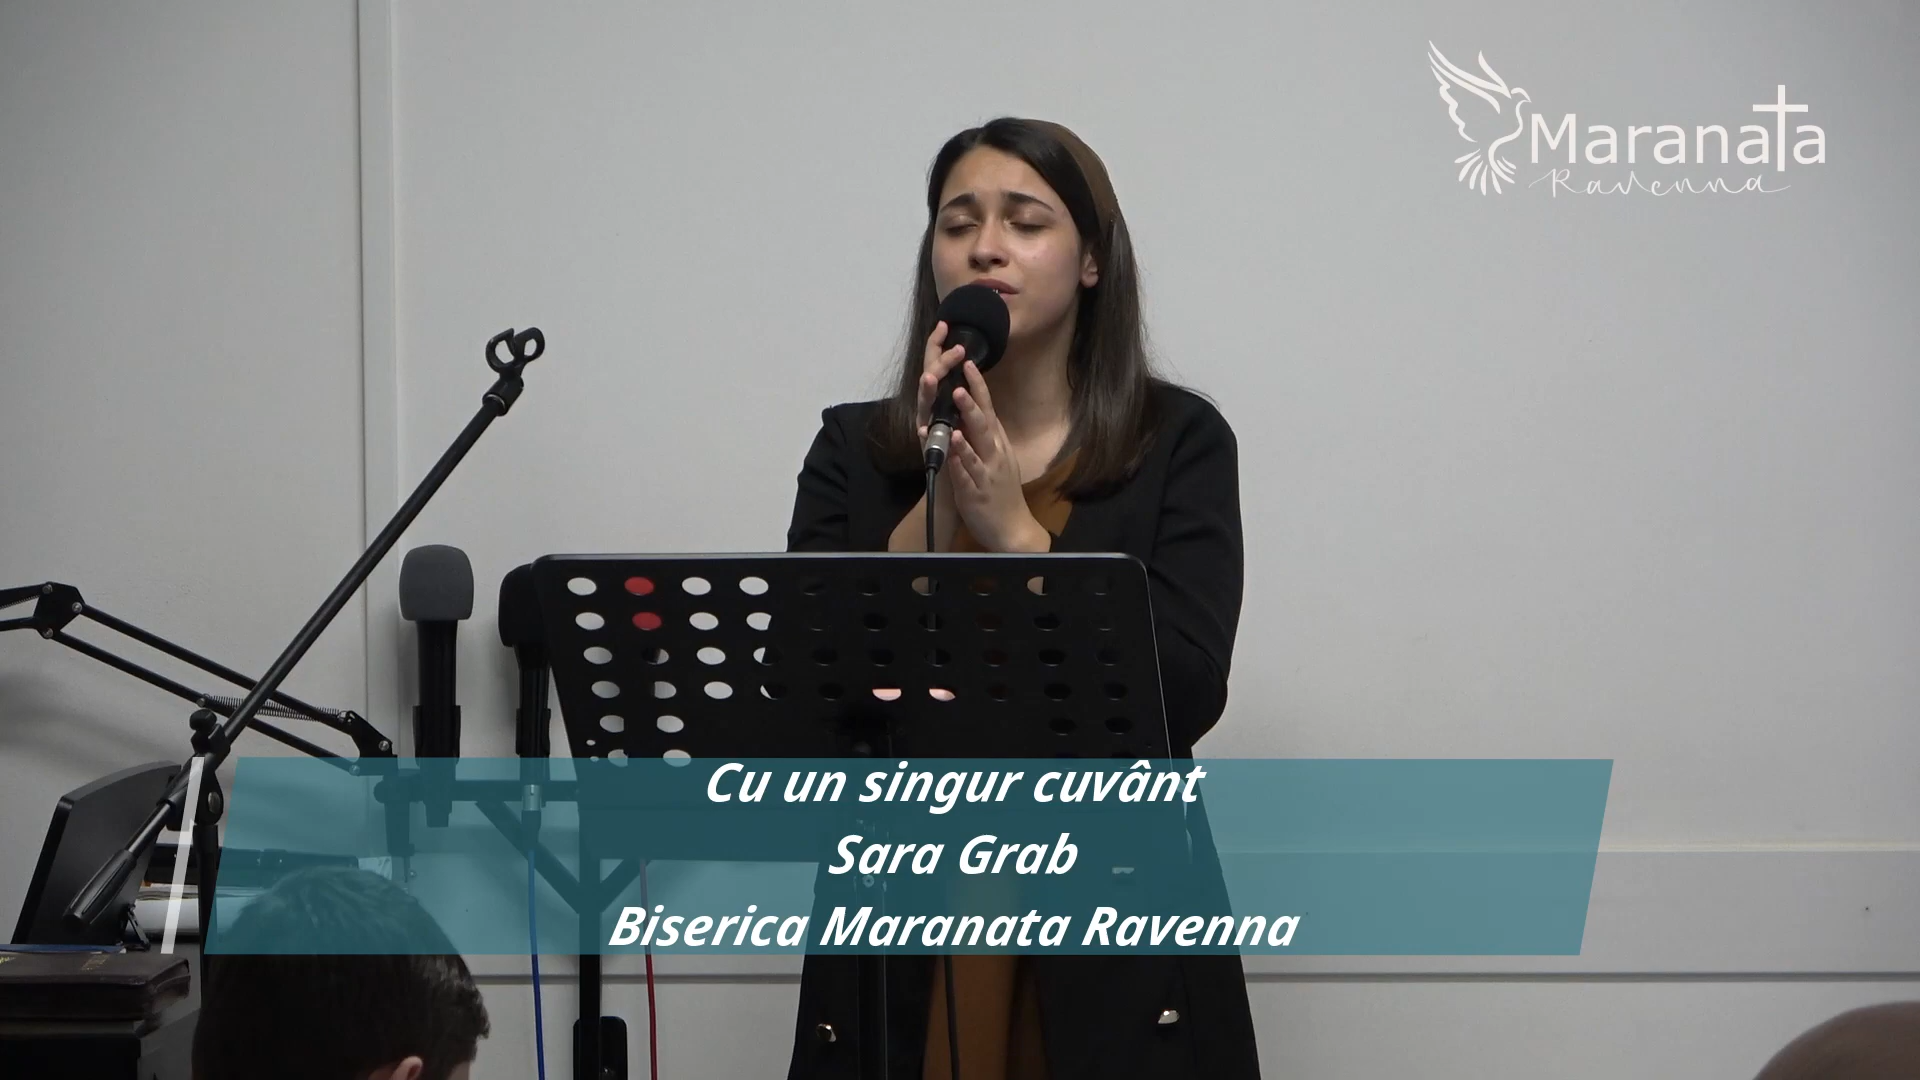 Maranata
Ravenna
Cu un singur cuvânt
Sara Grab
Biserica Maranata Ravenna